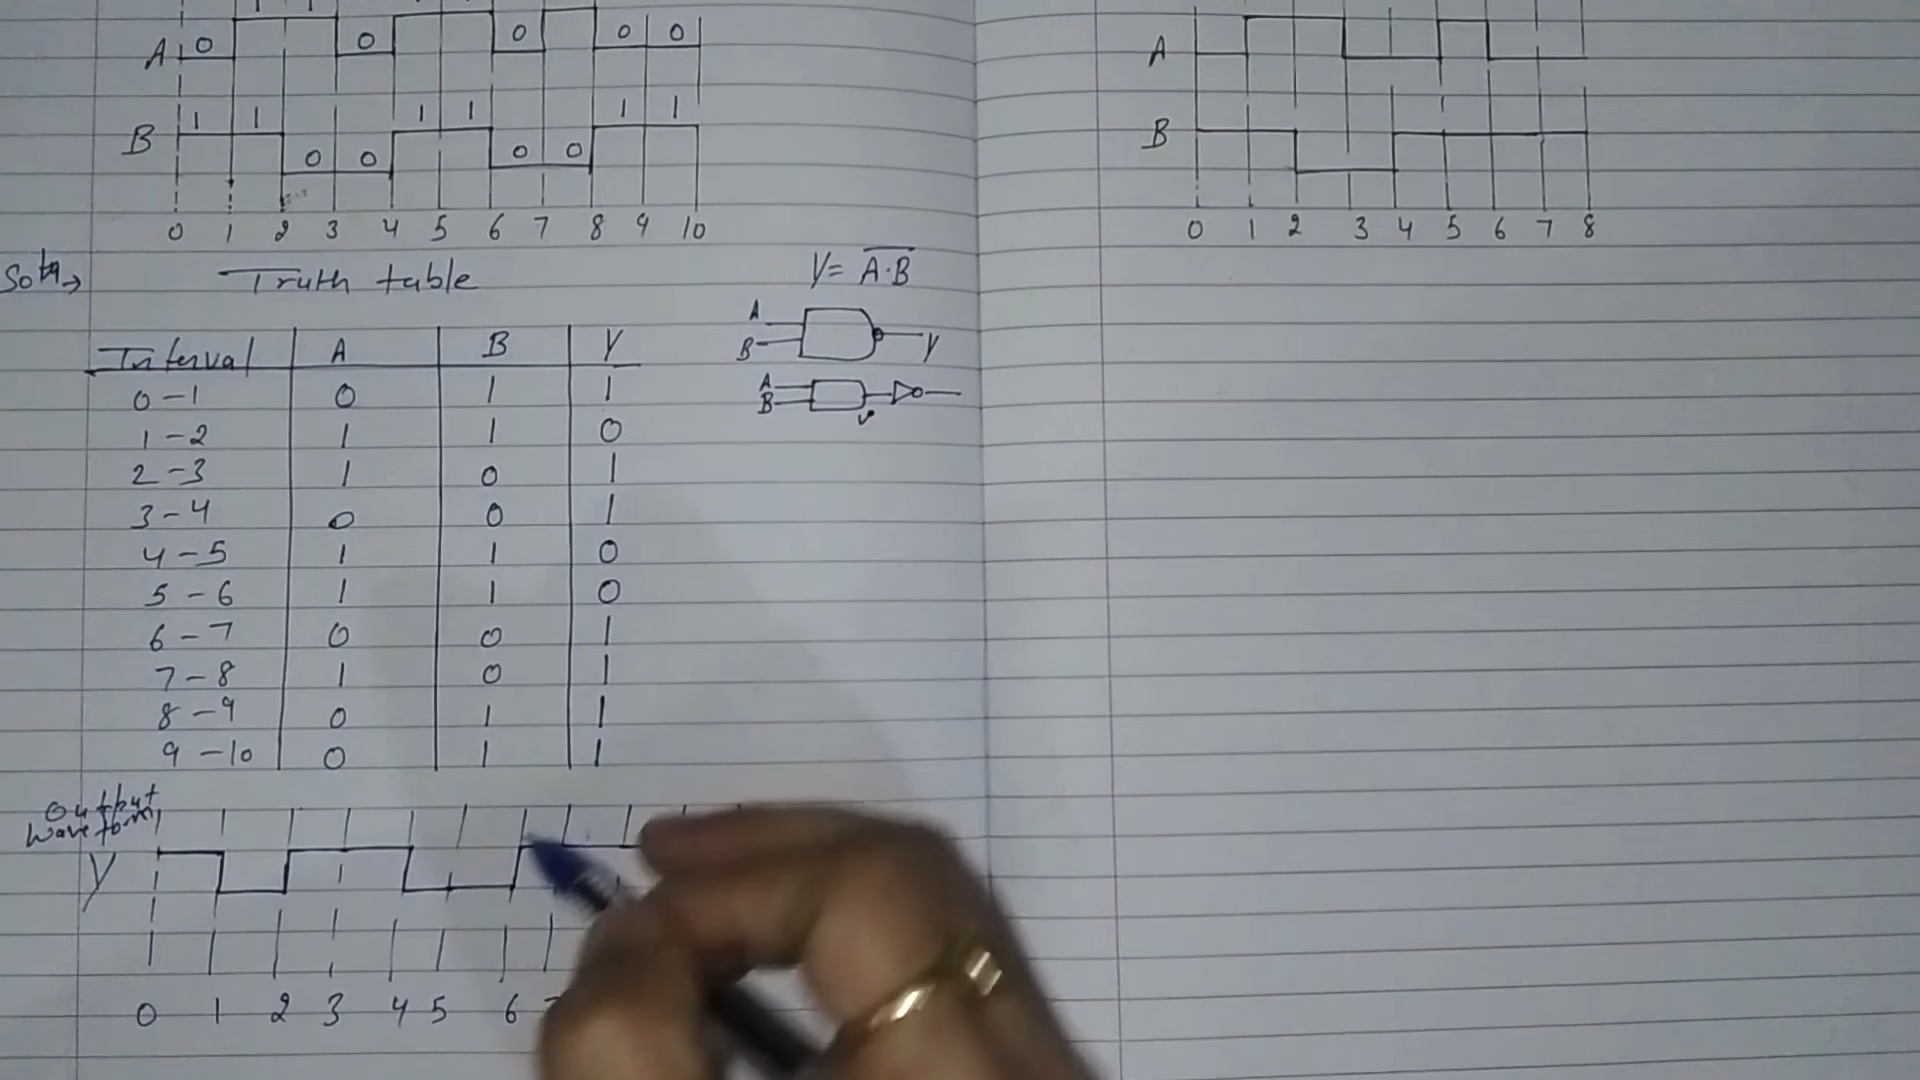 1 1
A 0 0 0 0 0
B 1 1 0 0 1 1 0 0 1 1
0 1 2 3 4 5 6 7 8 9 10
Soln→ Truth table
Interval A B Y
0-1 0 1 1
1-2 1 1 0
2-3 1 0 1
3-4 0 0 1
4-5 1 1 0
5-6 1 1 0
6-7 0 0 1
7-8 1 0 1
8-9 0 1 1
9-10 0 1 1
Y = \overline{A·B}
A
B Y
A
B
Output
Waveform
Y
0 1 2 3 4 5 6
A
B
0 1 2 3 4 5 6 7 8